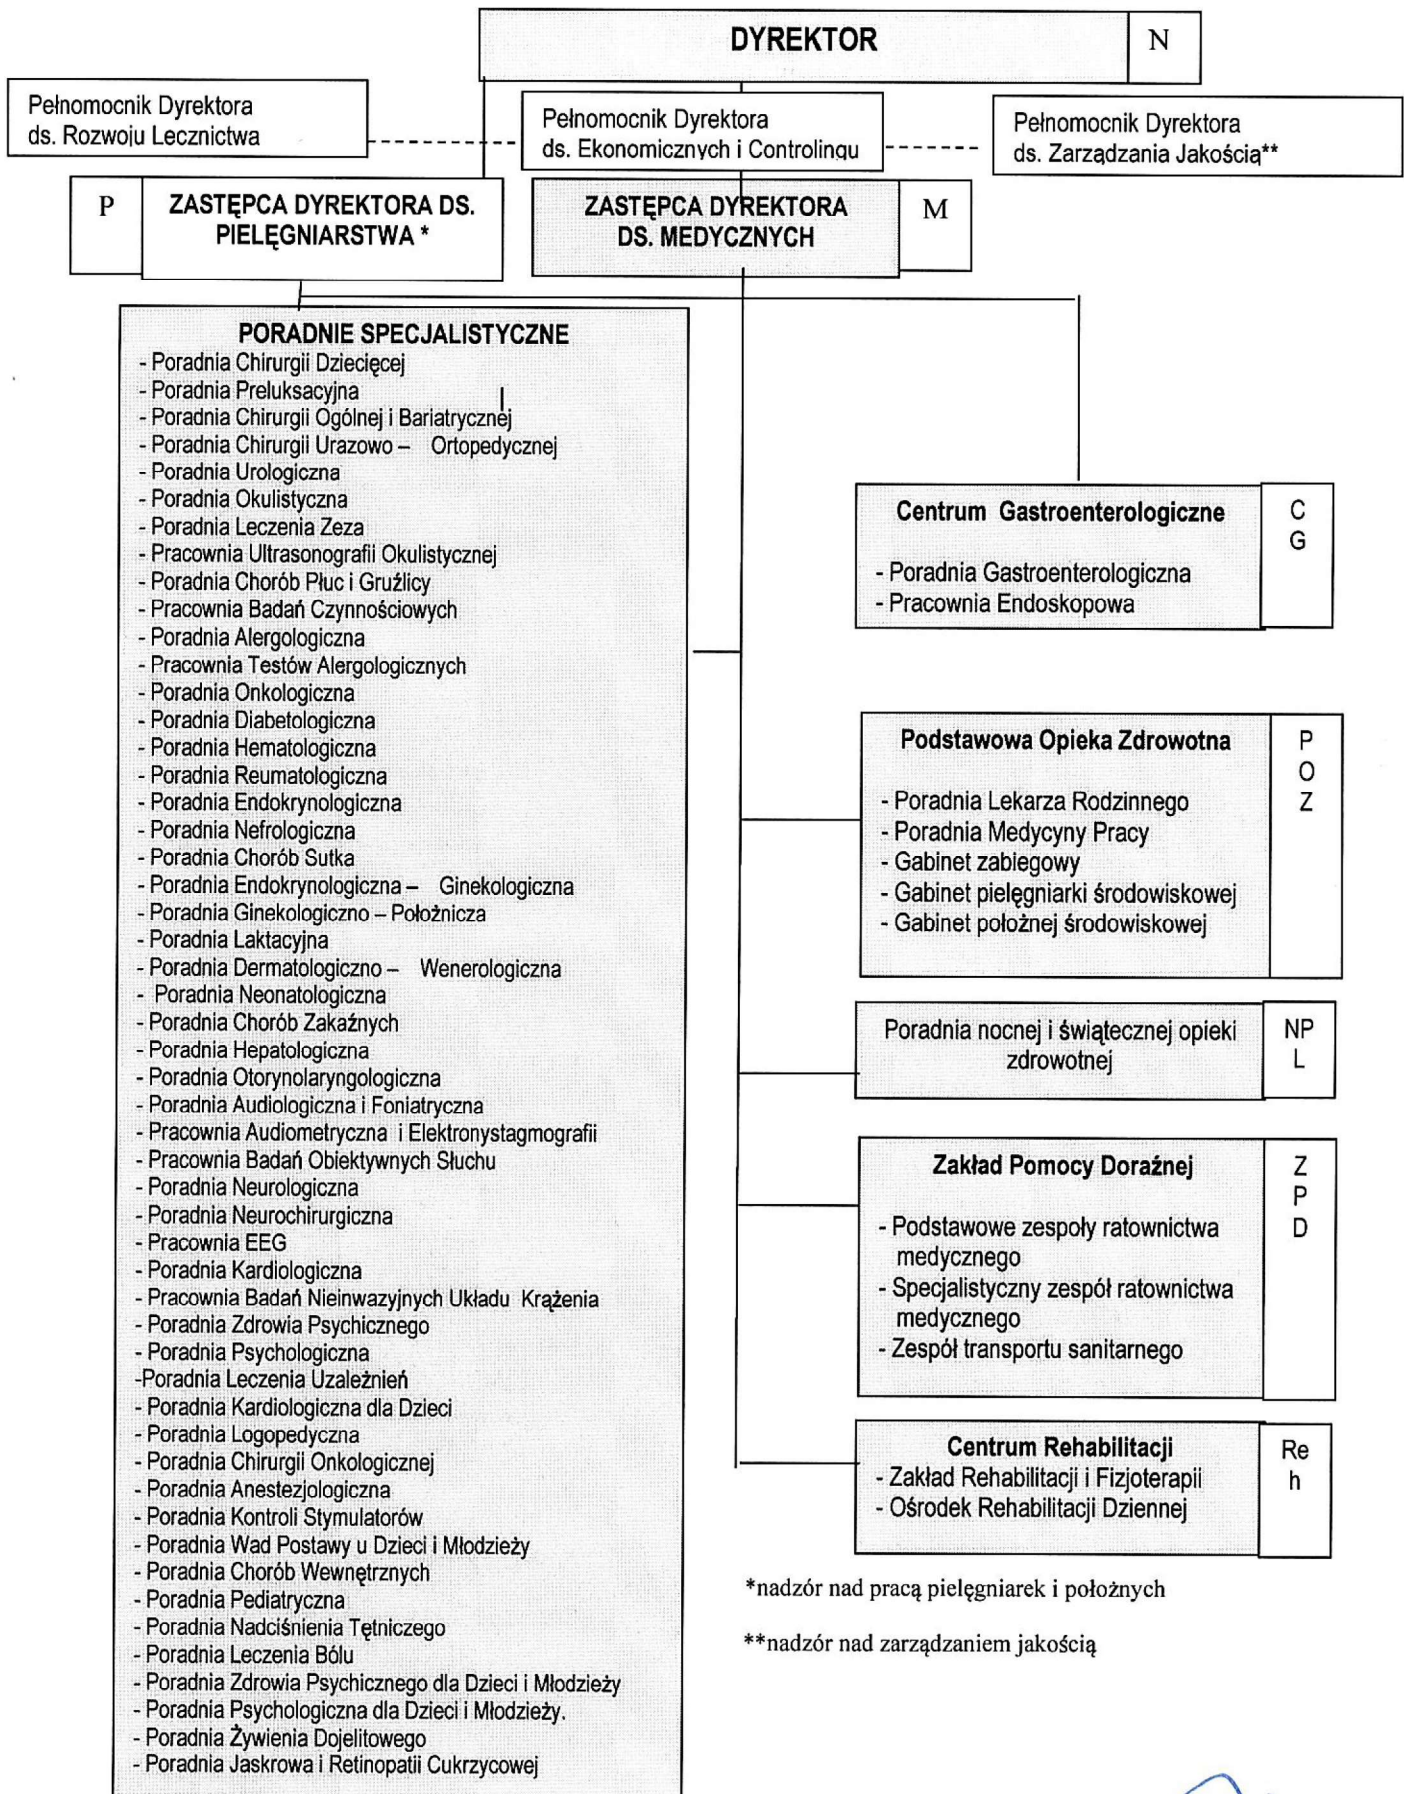 DYREKTOR
N
Pełnomocnik Dyrektora
ds. Rozwoju Lecznictwa
Pełnomocnik Dyrektora
ds. Ekonomicznych i Controlingu
Pełnomocnik Dyrektora
ds. Zarządzania Jakością**
P
ZASTĘPCA DYREKTORA DS.
PIELĘGNIARSTWA *
ZASTĘPCA DYREKTORA
DS. MEDYCZNYCH
M
PORADNIE SPECJALISTYCZNE
- Poradnia Chirurgii Dziecięcej
- Poradnia Preluksacyjna
- Poradnia Chirurgii Ogólnej i Bariatrycznej
- Poradnia Chirurgii Urazowo – Ortopedycznej
- Poradnia Urologiczna
- Poradnia Okulistyczna
- Poradnia Leczenia Zeza
- Pracownia Ultrasonografii Okulistycznej
- Poradnia Chorób Płuc i Gruźlicy
- Pracownia Badań Czynnościowych
- Poradnia Alergologiczna
- Pracownia Testów Alergologicznych
- Poradnia Onkologiczna
- Poradnia Diabetologiczna
- Poradnia Hematologiczna
- Poradnia Reumatologiczna
- Poradnia Endokrynologiczna
- Poradnia Nefrologiczna
- Poradnia Chorób Sutka
- Poradnia Endokrynologiczna – Ginekologiczna
- Poradnia Ginekologiczno – Położnicza
- Poradnia Laktacyjna
- Poradnia Dermatologiczno – Wenerologiczna
- Poradnia Neonatologiczna
- Poradnia Chorób Zakaźnych
- Poradnia Hepatologiczna
- Poradnia Otorynolaryngologiczna
- Poradnia Audiologiczna i Foniatryczna
- Pracownia Audiometryczna i Elektronystagmografii
- Pracownia Badań Obiektywnych Słuchu
- Poradnia Neurologiczna
- Poradnia Neurochirurgiczna
- Pracownia EEG
- Poradnia Kardiologiczna
- Pracownia Badań Nieinwazyjnych Układu Krążenia
- Poradnia Zdrowia Psychicznego
- Poradnia Psychologiczna
-Poradnia Leczenia Uzależnień
- Poradnia Kardiologiczna dla Dzieci
- Poradnia Logopedyczna
- Poradnia Chirurgii Onkologicznej
- Poradnia Anestezjologiczna
- Poradnia Kontroli Stymulatorów
- Poradnia Wad Postawy u Dzieci i Młodzieży
- Poradnia Chorób Wewnętrznych
- Poradnia Pediatryczna
- Poradnia Nadciśnienia Tętniczego
- Poradnia Leczenia Bólu
- Poradnia Zdrowia Psychicznego dla Dzieci i Młodzieży
- Poradnia Psychologiczna dla Dzieci i Młodzieży.
- Poradnia Żywienia Dojelitowego
- Poradnia Jaskrowa i Retinopatii Cukrzycowej
Centrum Gastroenterologiczne
- Poradnia Gastroenterologiczna
- Pracownia Endoskopowa
C
G
Podstawowa Opieka Zdrowotna
- Poradnia Lekarza Rodzinnego
- Poradnia Medycyny Pracy
- Gabinet zabiegowy
- Gabinet pielęgniarki środowiskowej
- Gabinet położnej środowiskowej
P
O
Z
Poradnia nocnej i świątecznej opieki
zdrowotnej
NP
L
Zakład Pomocy Doraźnej
- Podstawowe zespoły ratownictwa
medycznego
- Specjalistyczny zespół ratownictwa
medycznego
- Zespół transportu sanitarnego
Z
P
D
Centrum Rehabilitacji
- Zakład Rehabilitacji i Fizjoterapii
- Ośrodek Rehabilitacji Dziennej
Re
h
*nadzór nad pracą pielęgniarek i położnych
**nadzór nad zarządzaniem jakością